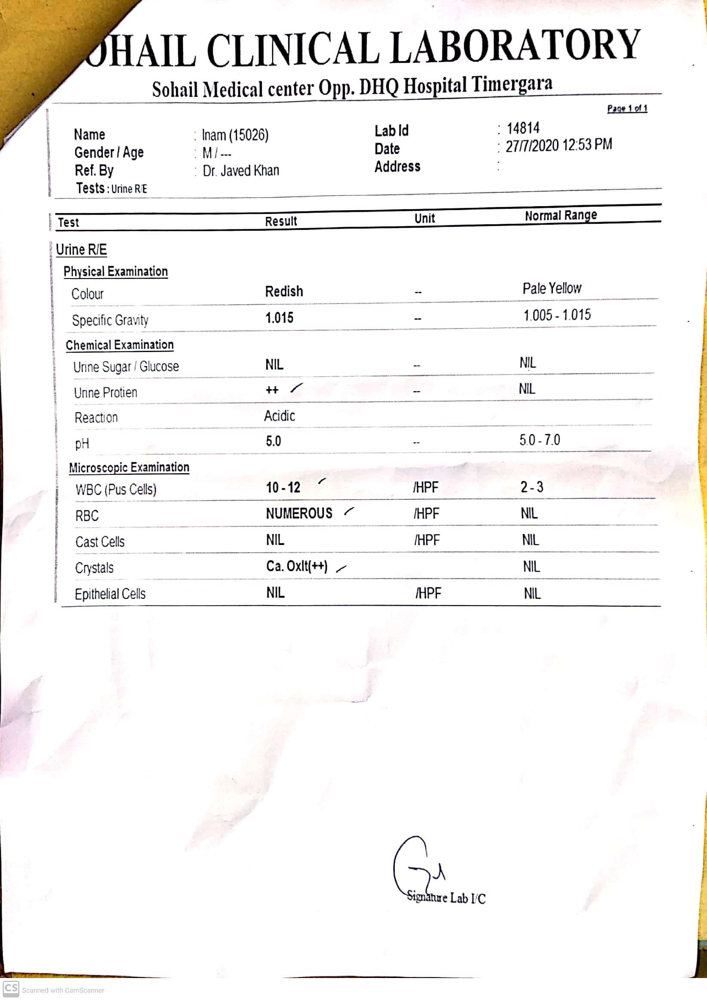 OHAIL CLINICAL LABORATORY
Sohail Medical center Opp. DHQ Hospital Timergara
Page 1 of 1
Name : Inam (15026) Lab Id : 14814
Gender / Age : M / --- Date : 27/7/2020 12:53 PM
Ref. By : Dr. Javed Khan Address :
Tests : Urine R/E
Test Result Unit Normal Range
Urine R/E
Physical Examination
Colour Redish -- Pale Yellow
Specific Gravity 1.015 -- 1.005 - 1.015
Chemical Examination
Urine Sugar / Glucose NIL -- NIL
Urine Protien ++ -- NIL
Reaction Acidic
pH 5.0 -- 5.0 - 7.0
Microscopic Examination
WBC (Pus Cells) 10 - 12 /HPF 2 - 3
RBC NUMEROUS /HPF NIL
Cast Cells NIL /HPF NIL
Crystals Ca. Oxlt(++) NIL
Epithelial Cells NIL /HPF NIL
Signature Lab I/C
CS Scanned with CamScanner